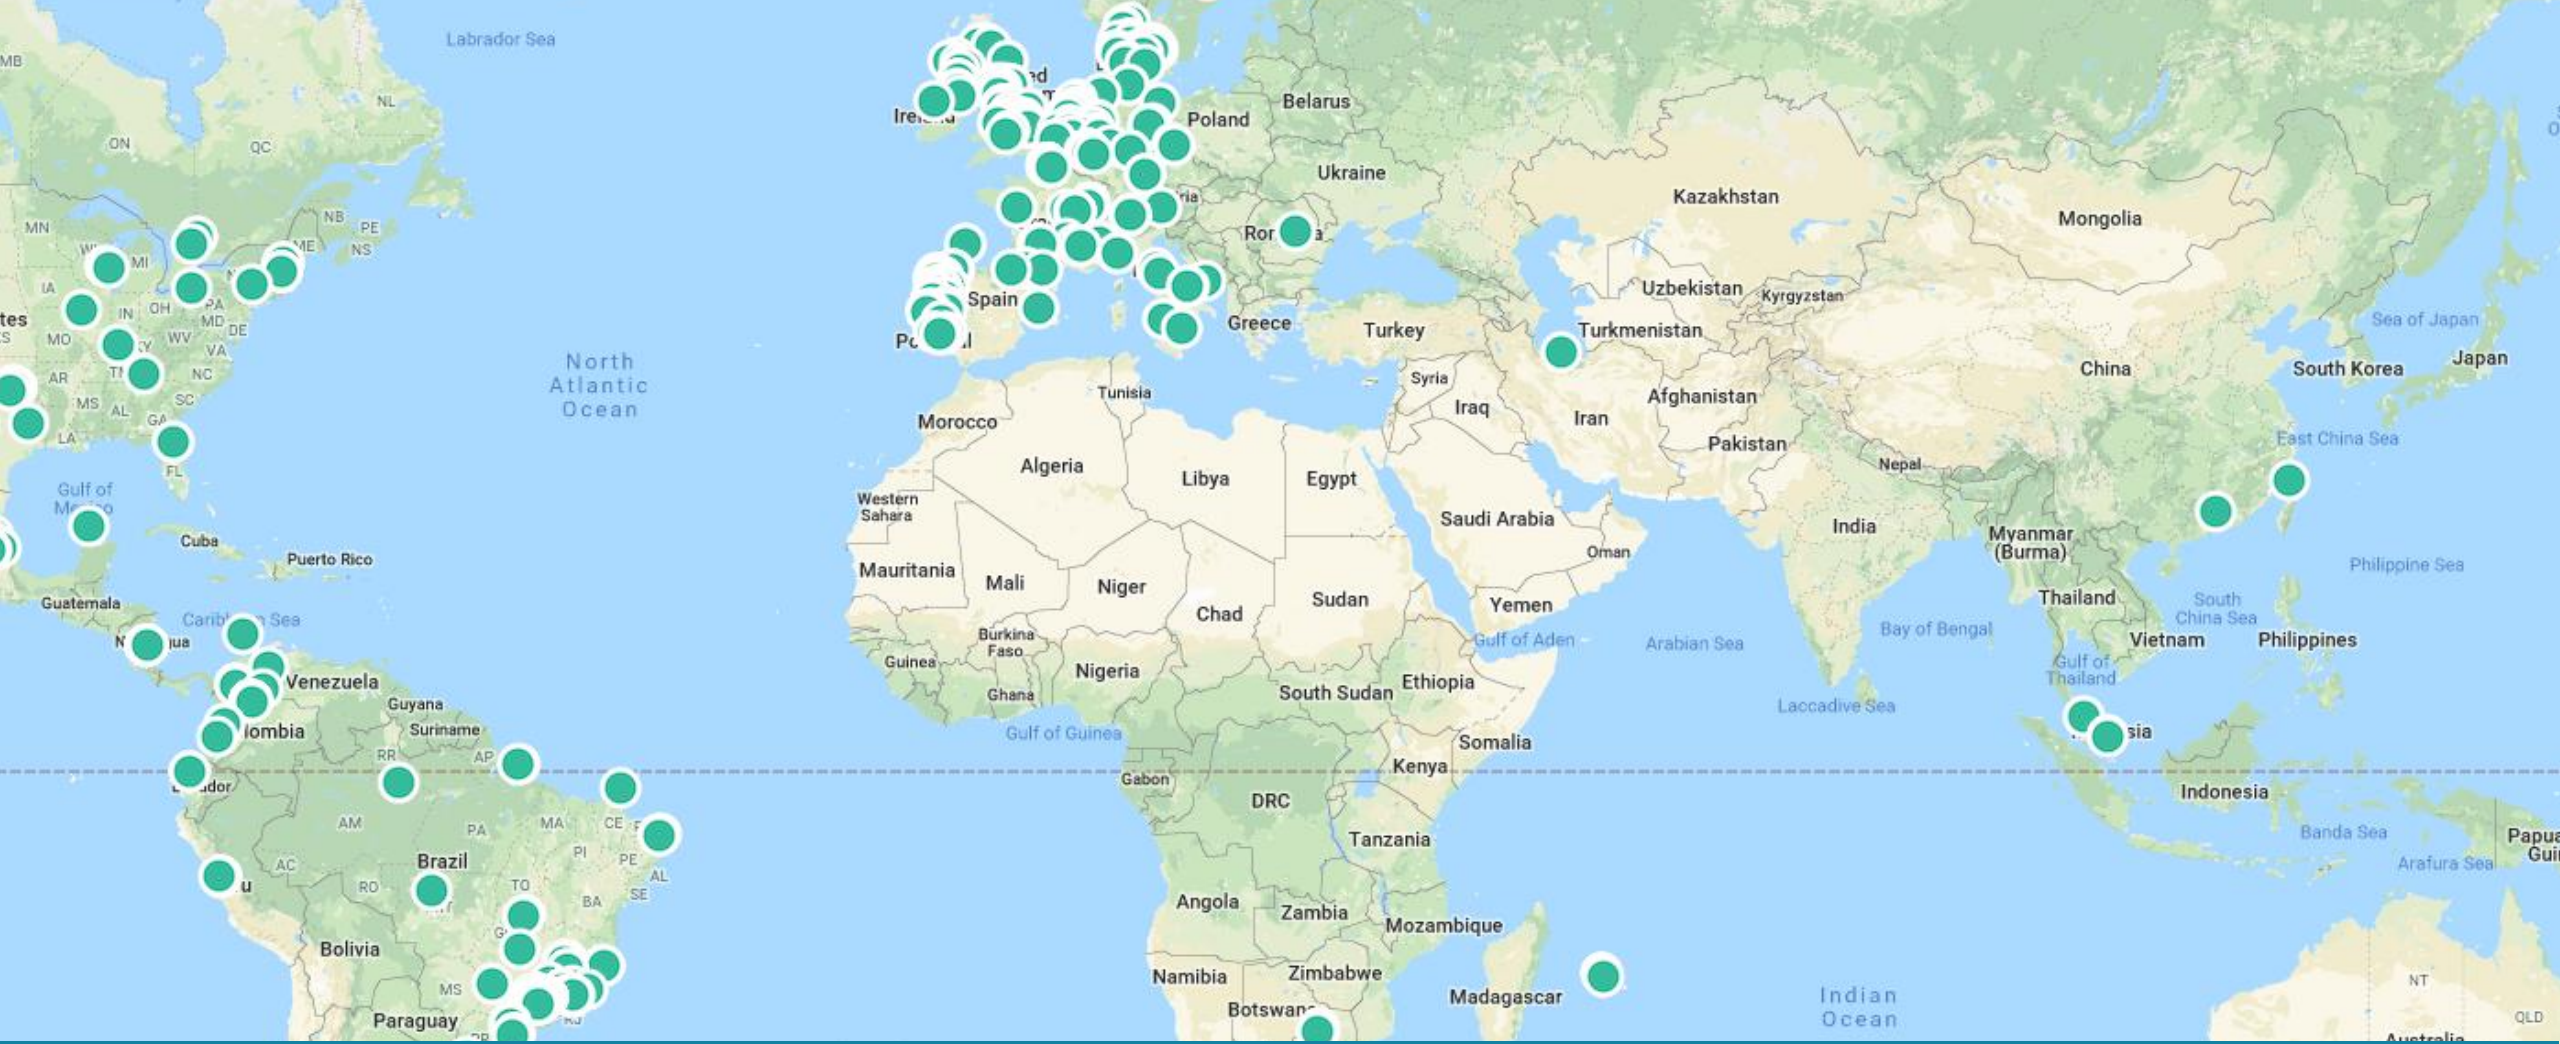 Labrador Sea
MB
NL
ON
QC
Belarus
Poland
Ukraine
Kazakhstan
Mongolia
MN
NB
PE
ME
NS
MI
IA
OH
PA
IN
MD
DE
MO
WV
VA
KY
NC
AR
TN
SC
MS
AL
GA
LA
FL
North
Atlantic
Ocean
Spain
Greece
Turkey
Uzbekistan
Kyrgyzstan
Turkmenistan
Sea of Japan
China
South Korea
Japan
Syria
Tunisia
Iraq
Afghanistan
Iran
Morocco
Pakistan
East China Sea
Algeria
Libya
Egypt
Nepal
Gulf of
Western
Sahara
Saudi Arabia
India
Myanmar
(Burma)
Cuba
Puerto Rico
Oman
Philippine Sea
Mauritania
Mali
Niger
Chad
Sudan
Yemen
Thailand
South
China Sea
Guatemala
Sea
Burkina
Faso
Gulf of Aden
Arabian Sea
Bay of Bengal
Vietnam
Philippines
Guinea
Nigeria
Gulf of
Thailand
Venezuela
Ghana
South Sudan
Ethiopia
Guyana
Suriname
Gulf of Guinea
Laccadive Sea
Somalia
RR
AP
Gabon
Kenya
Indonesia
DRC
AM
PA
MA
CE
Tanzania
Banda Sea
Arafura Sea
Brazil
AC
RO
PI
PE
AL
TO
SE
BA
Angola
Zambia
Mozambique
Bolivia
Namibia
Zimbabwe
MS
Madagascar
Indian
Ocean
NT
QLD
Paraguay
Australia